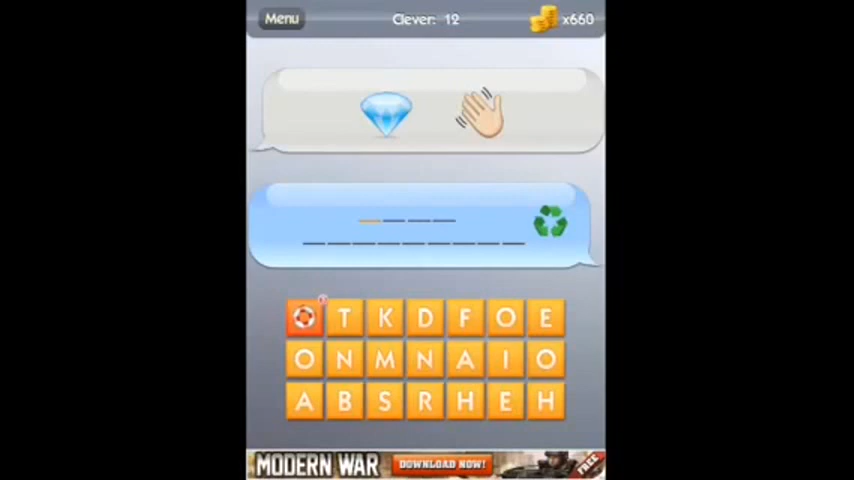 Menu Clever: 12 x660
T K D F O E
O N M N A I O
A B S R H E H
MODERN WAR DOWNLOAD NOW! FREE